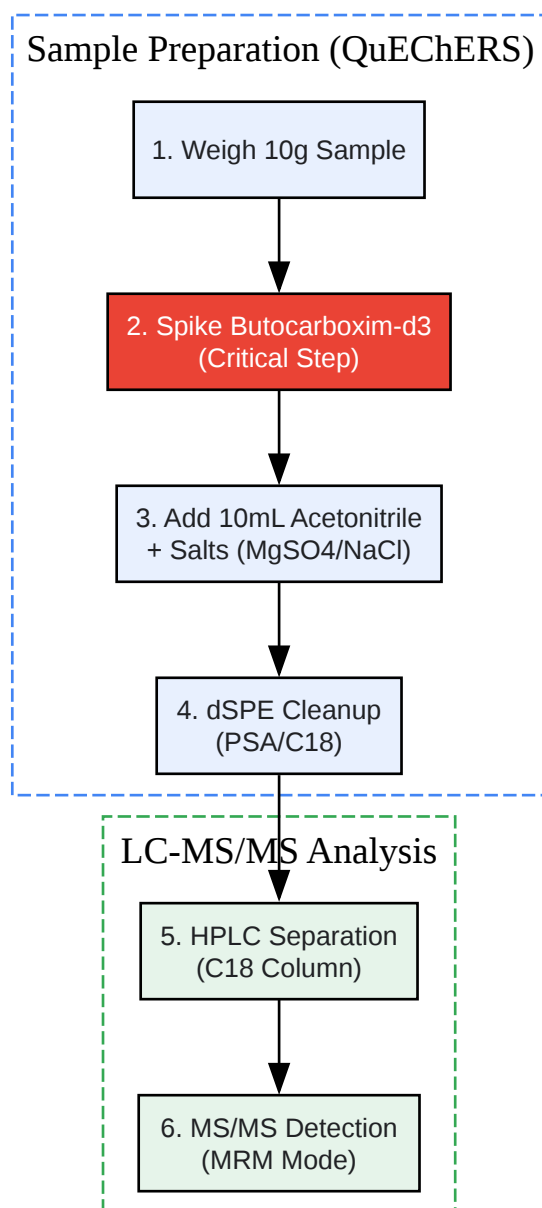 Sample Preparation (QuEChERS)
1. Weigh 10g Sample
2. Spike Butocarboxim-d3
(Critical Step)
3. Add 10mL Acetonitrile
+ Salts (MgSO4/NaCl)
4. dSPE Cleanup
(PSA/C18)
LC-MS/MS Analysis
5. HPLC Separation
(C18 Column)
6. MS/MS Detection
(MRM Mode)